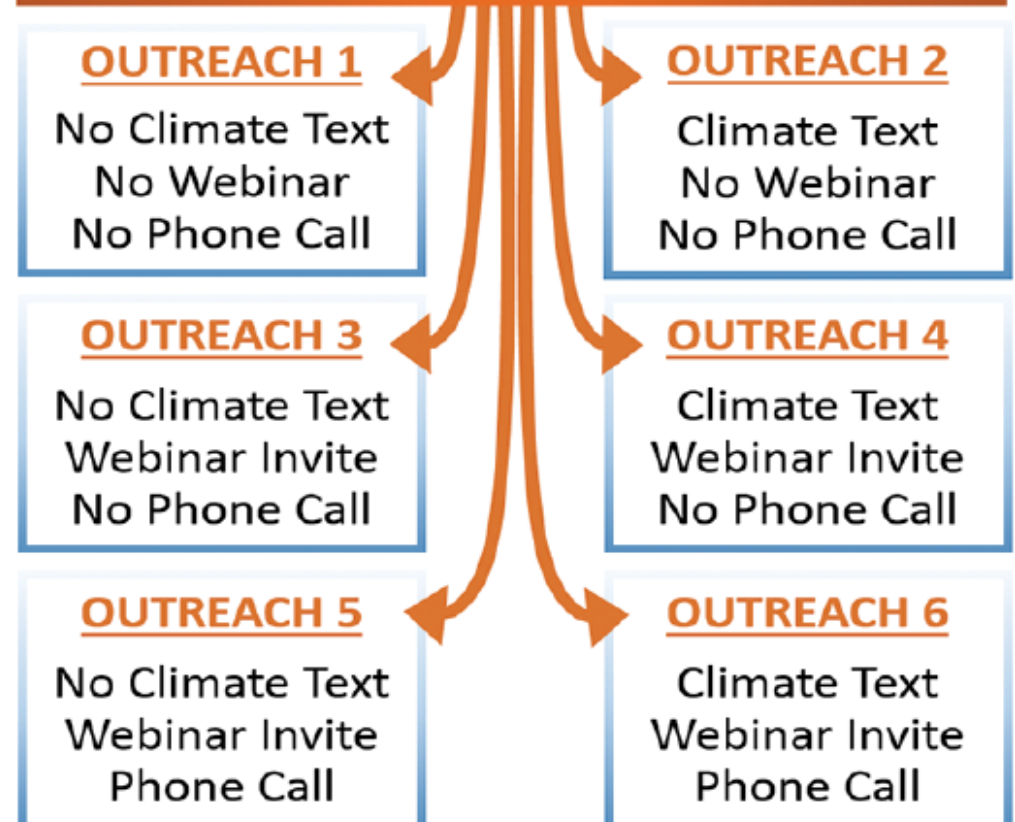 OUTREACH 1
No Climate Text
No Webinar
No Phone Call
OUTREACH 2
Climate Text
No Webinar
No Phone Call
OUTREACH 3
No Climate Text
Webinar Invite
No Phone Call
OUTREACH 4
Climate Text
Webinar Invite
No Phone Call
OUTREACH 5
No Climate Text
Webinar Invite
Phone Call
OUTREACH 6
Climate Text
Webinar Invite
Phone Call